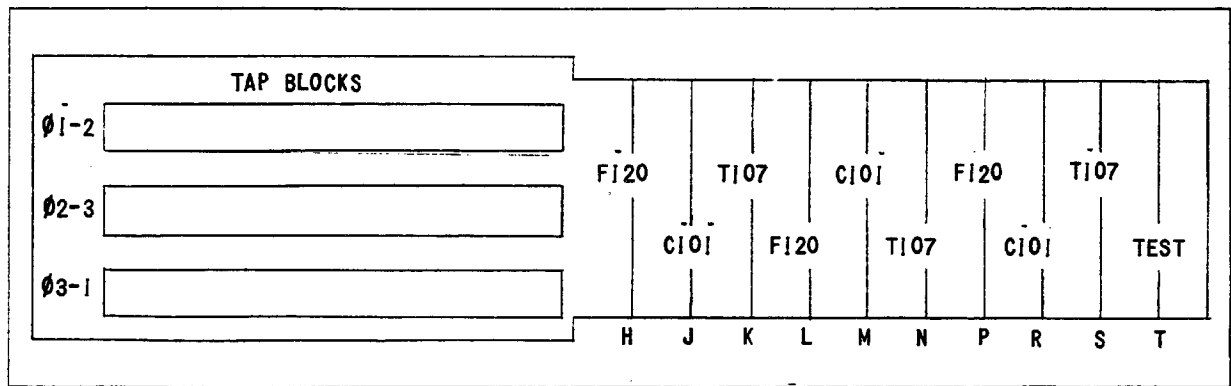 TAP BLOCKS
Ø1-2
Ø2-3
Ø3-1
F120 T107 C101 F120 T107
C101 F120 T107 C101 TEST
H J K L M N P R S T